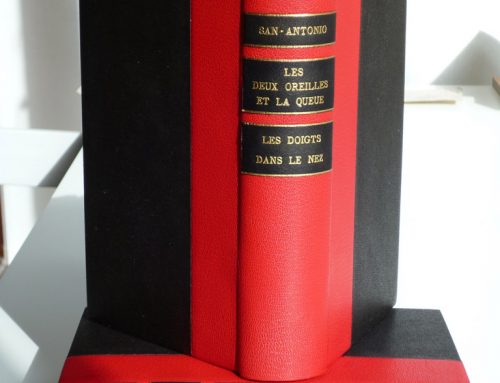 SAN-ANTONIO
LES
DEUX OREILLES
ET LA QUEUE
LES DOIGTS
DANS LE NEZ